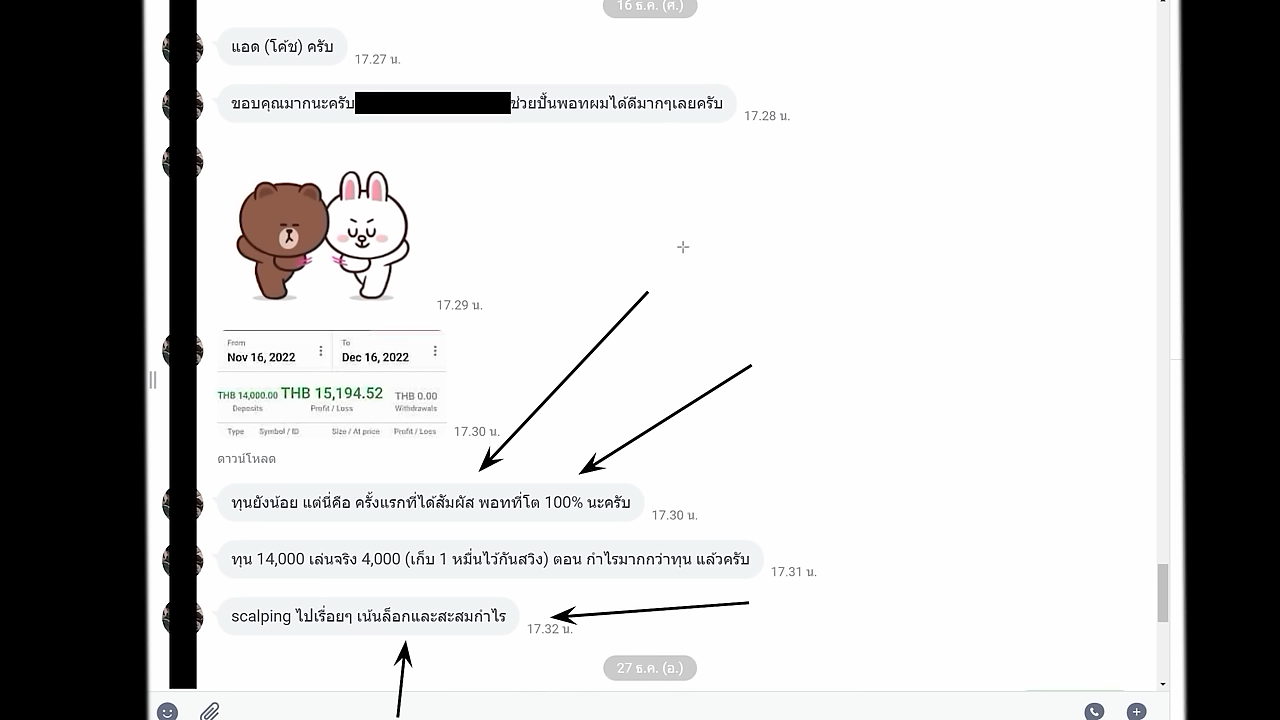 16 ธ.ค. (ศ.)
แอด (โค้ช) ครับ
17.27 น.
ขอบคุณมากนะครับ ช่วยปั้นพอทผมได้ดีมากๆเลยครับ
17.28 น.
17.29 น.
From To
Nov 16, 2022 Dec 16, 2022
THB 14,000.00 THB 15,194.52 THB 0.00
Deposits Profit / Loss Withdrawals
Type Symbol / ID Size / At price Profit / Loss
17.30 น.
ดาวน์โหลด
ทุนยังน้อย แต่นี่คือ ครั้งแรกที่ได้สัมผัส พอทที่โต 100% นะครับ
17.30 น.
ทุน 14,000 เล่นจริง 4,000 (เก็บ 1 หมื่นไว้กันสวิง) ตอน กำไรมากกว่าทุน แล้วครับ
17.31 น.
scalping ไปเรื่อยๆ เน้นล็อกและสะสมกำไร
17.32 น.
27 ธ.ค. (อ.)